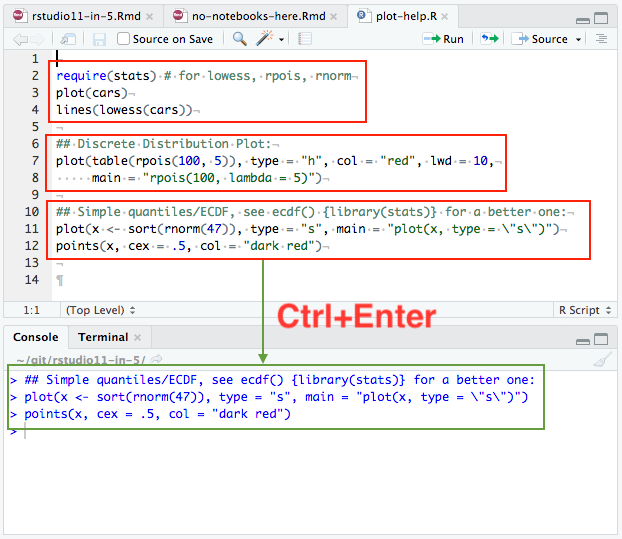 rstudio11-in-5.Rmd × no-notebooks-here.Rmd × plot-help.R ×
Source on Save Run Source
1
2 require(stats) # for lowess, rpois, rnorm¬
3 plot(cars)¬
4 lines(lowess(cars))¬
5 ¬
6 ## Discrete Distribution Plot:¬
7 plot(table(rpois(100, 5)), type = "h", col = "red", lwd = 10,¬
8 ·····main = "rpois(100, lambda = 5)")¬
9 ¬
10 ## Simple quantiles/ECDF, see ecdf() {library(stats)} for a better one:¬
11 plot(x <- sort(rnorm(47)), type = "s", main = "plot(x, type = \"s\")")¬
12 points(x, cex = .5, col = "dark red")¬
13 ¬
14 ¶
Ctrl+Enter
1:1 (Top Level) R Script
Console Terminal ×
~/git/rstudio11-in-5/
> ## Simple quantiles/ECDF, see ecdf() {library(stats)} for a better one:
> plot(x <- sort(rnorm(47)), type = "s", main = "plot(x, type = \"s\")")
> points(x, cex = .5, col = "dark red")
>